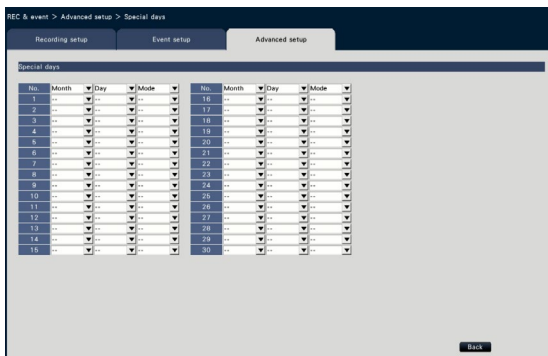 REC & event > Advanced setup > Special days
Recording setup Event setup Advanced setup
Special days
No. Month Day Mode No. Month Day Mode
1 -- -- -- 16 -- -- --
2 -- -- -- 17 -- -- --
3 -- -- -- 18 -- -- --
4 -- -- -- 19 -- -- --
5 -- -- -- 20 -- -- --
6 -- -- -- 21 -- -- --
7 -- -- -- 22 -- -- --
8 -- -- -- 23 -- -- --
9 -- -- -- 24 -- -- --
10 -- -- -- 25 -- -- --
11 -- -- -- 26 -- -- --
12 -- -- -- 27 -- -- --
13 -- -- -- 28 -- -- --
14 -- -- -- 29 -- -- --
15 -- -- -- 30 -- -- --
Back